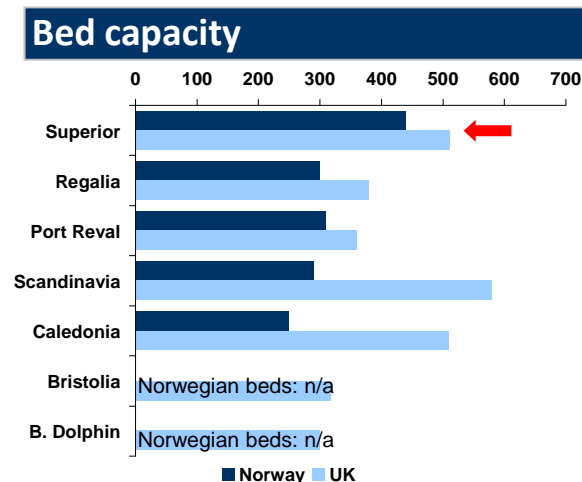 Bed capacity
0 100 200 300 400 500 600 700
Superior
Regalia
Port Reval
Scandinavia
Caledonia
Bristolia Norwegian beds: n/a
B. Dolphin Norwegian beds: n/a
Norway UK